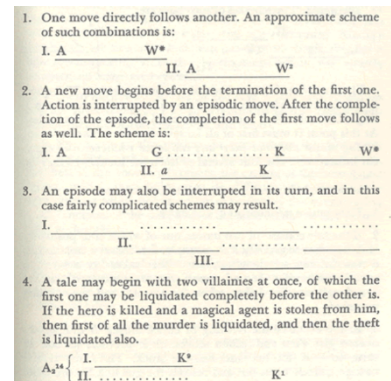 1. One move directly follows another. An approximate scheme
of such combinations is:
I. A W*
II. A W²
2. A new move begins before the termination of the first one.
Action is interrupted by an episodic move. After the comple-
tion of the episode, the completion of the first move follows
as well. The scheme is:
I. A G . . . . . . . . . . . . . . . . K W*
II. a K
3. An episode may also be interrupted in its turn, and in this
case fairly complicated schemes may result.
I. . . . . . . . . . . . . . . . . . . . . . .
II. . . . . . . . . . . .
III.
4. A tale may begin with two villainies at once, of which the
first one may be liquidated completely before the other is.
If the hero is killed and a magical agent is stolen from him,
then first of all the murder is liquidated, and then the theft
is liquidated also.
A₂¹⁴ { I. K⁹
II. . . . . . . . . . . . . . . . K¹